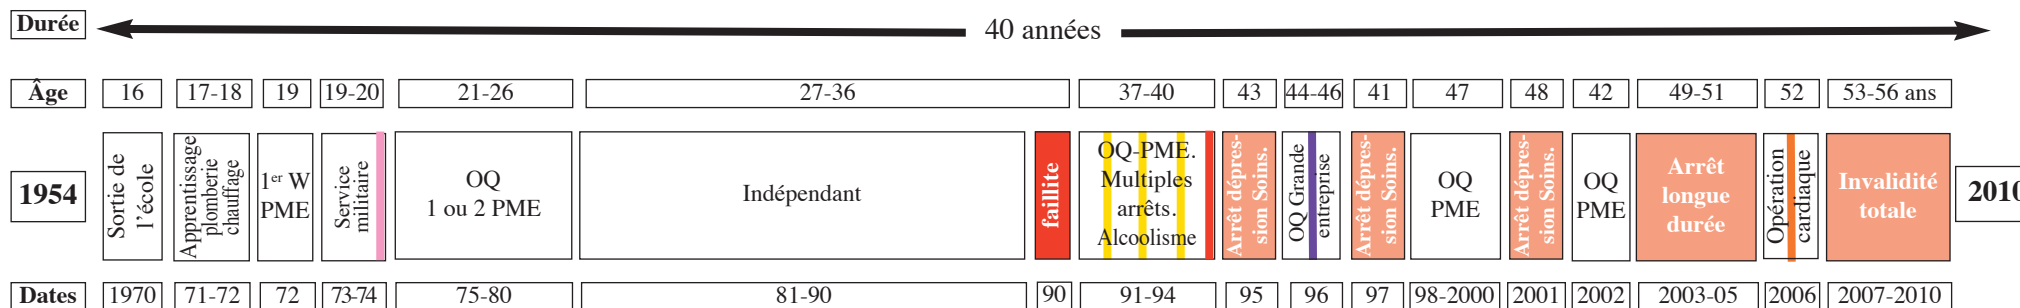 Durée
40 années
Âge
16
17-18
19
19-20
21-26
27-36
37-40
43
44-46
41
47
48
42
49-51
52
53-56 ans
1954
Sortie de
l'école
Apprentissage
plomberie
chauffage
1er W
PME
Service
militaire
OQ
1 ou 2 PME
Indépendant
faillite
OQ-PME.
Multiples
arrêts.
Alcoolisme
Arrêt dépres-
sion Soins.
OQ Grande
entreprise
Arrêt dépres-
sion Soins.
OQ
PME
Arrêt dépres-
sion Soins.
OQ
PME
Arrêt
longue
durée
Opération
cardiaque
Invalidité
totale
2010
Dates
1970
71-72
72
73-74
75-80
81-90
90
91-94
95
96
97
98-2000
2001
2002
2003-05
2006
2007-2010